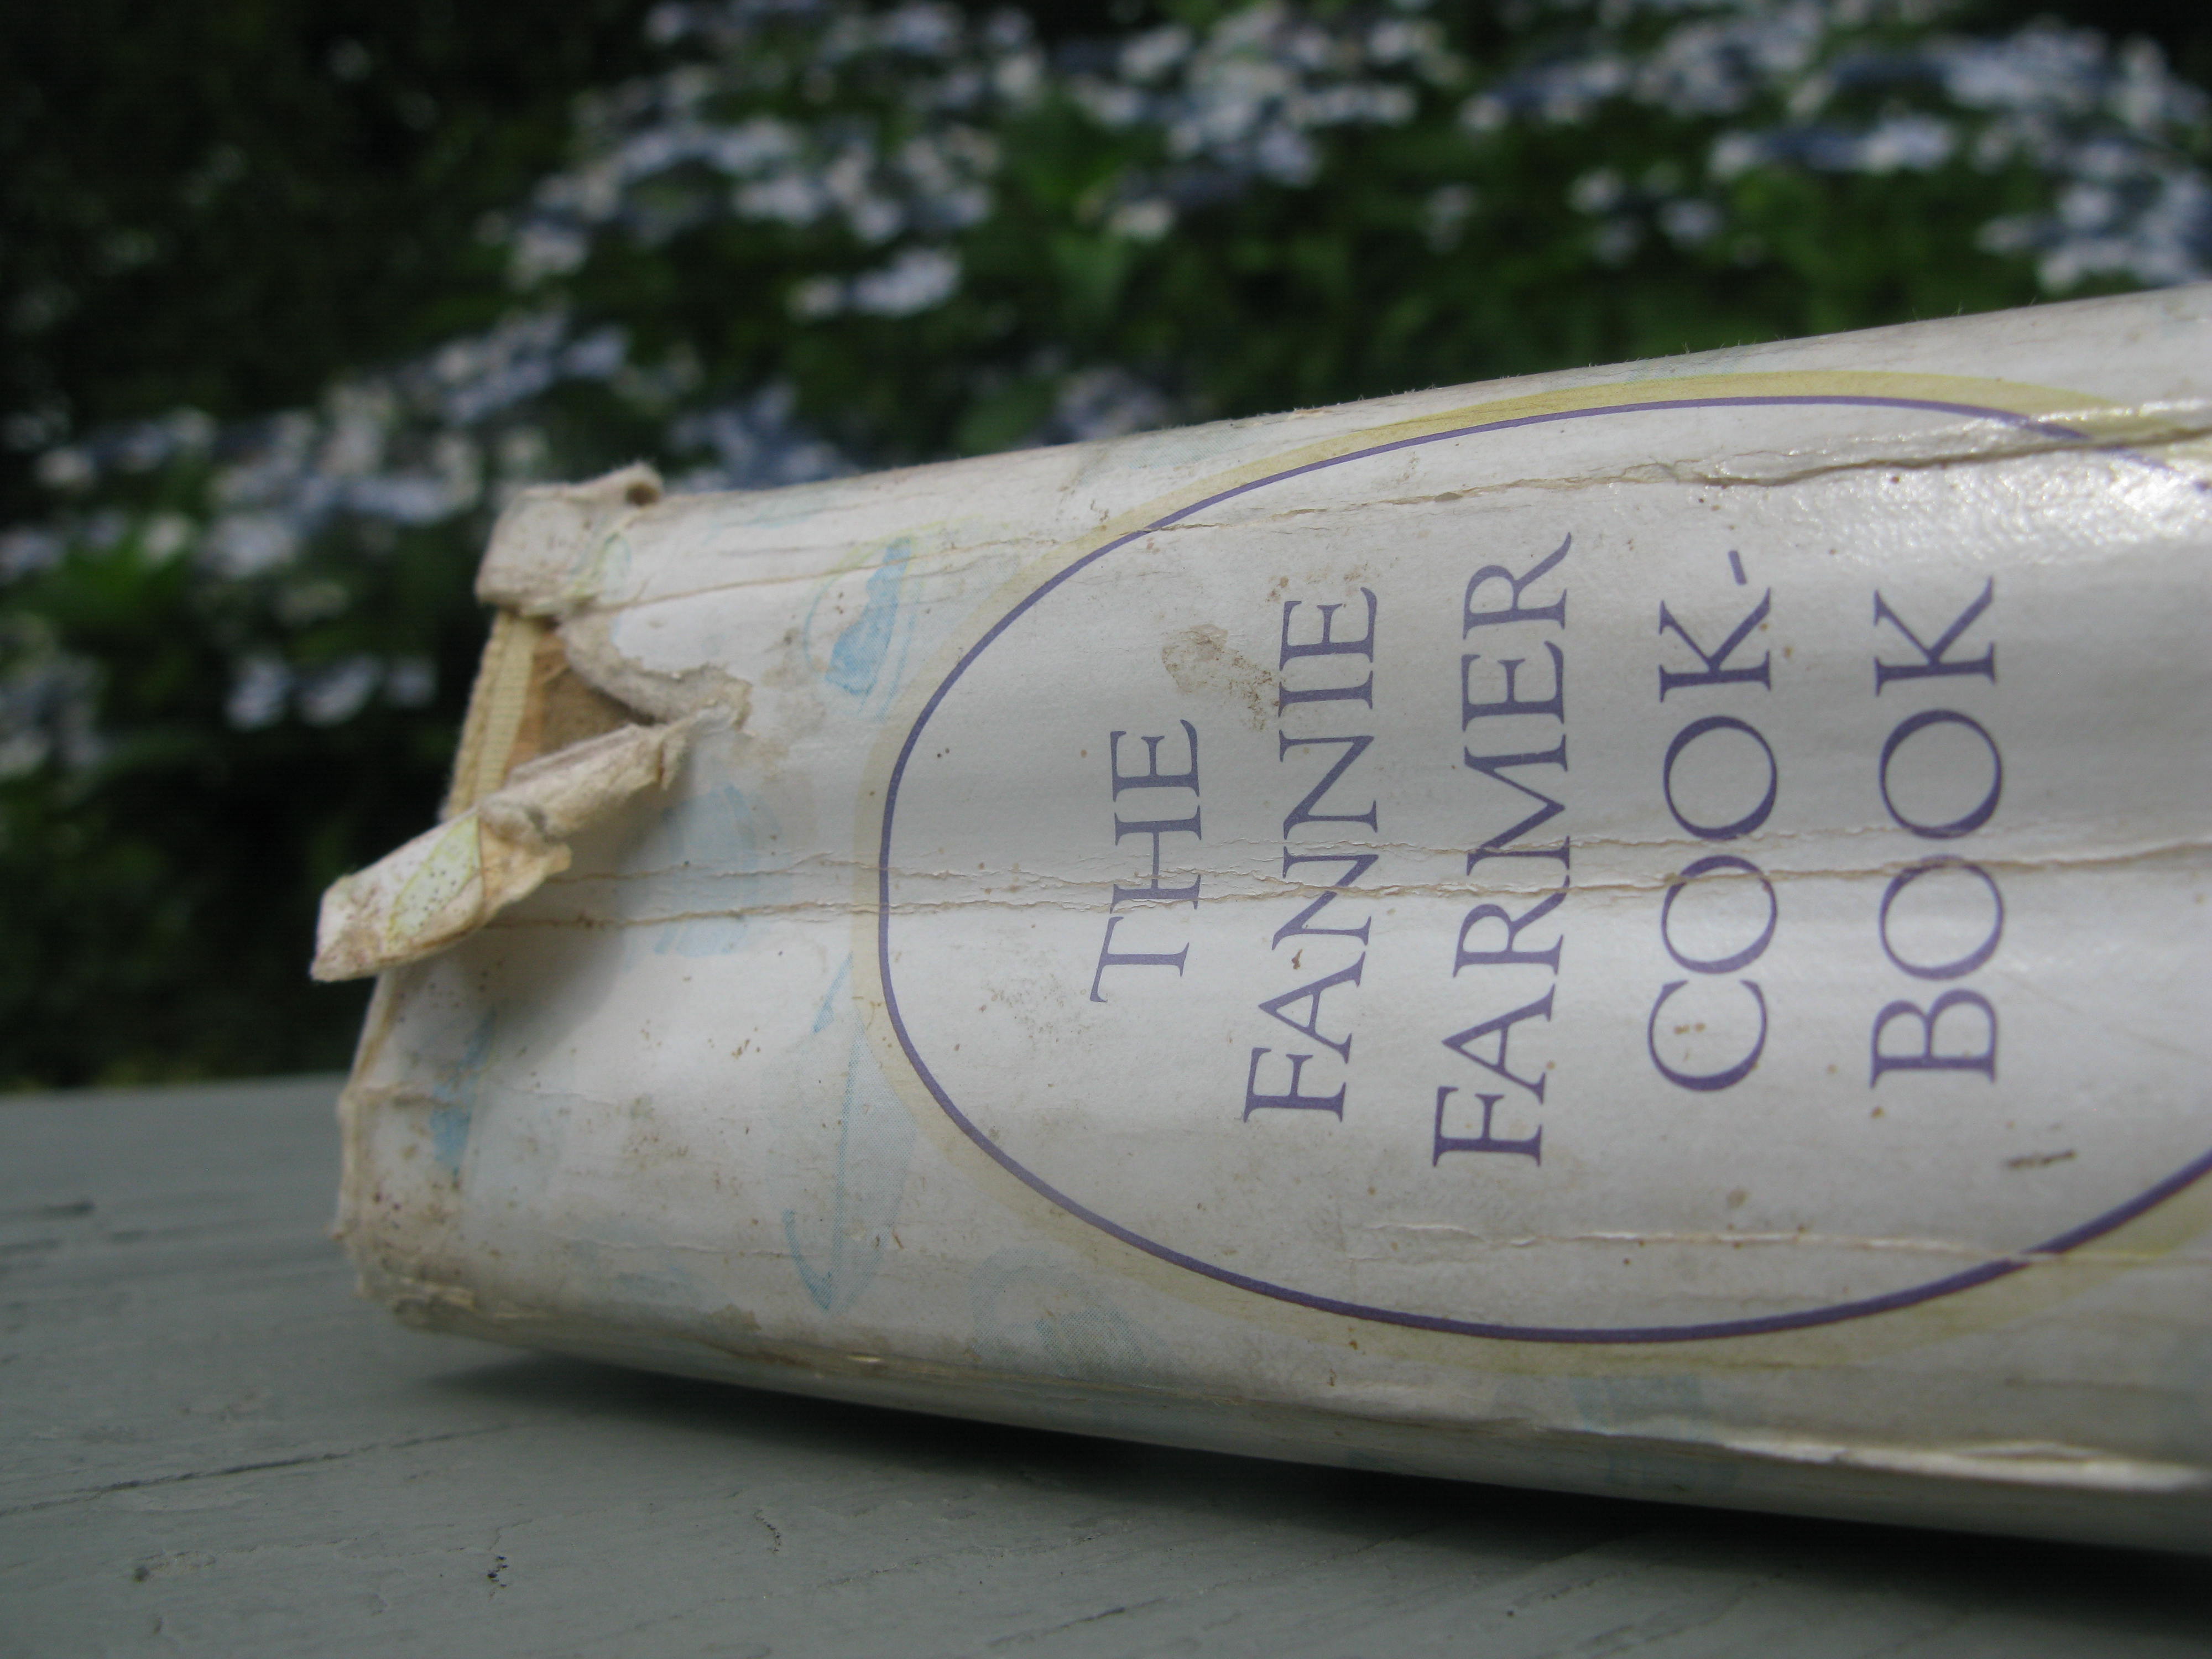 THE
FANNIE
FARMER
COOK-
BOOK